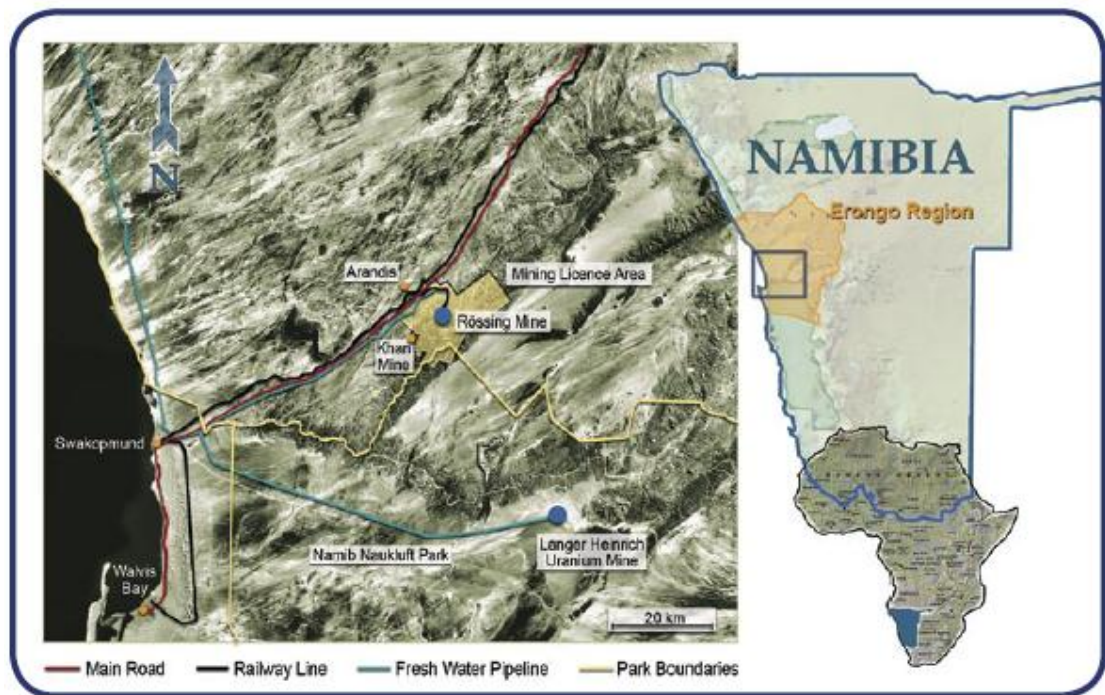 N
NAMIBIA
Erongo Region
Arandis
Mining Licence Area
Rössing Mine
Khan
Mine
Swakopmund
Namib Naukluft Park
Langer Heinrich
Uranium Mine
Walvis
Bay
20 km
Main Road
Railway Line
Fresh Water Pipeline
Park Boundaries